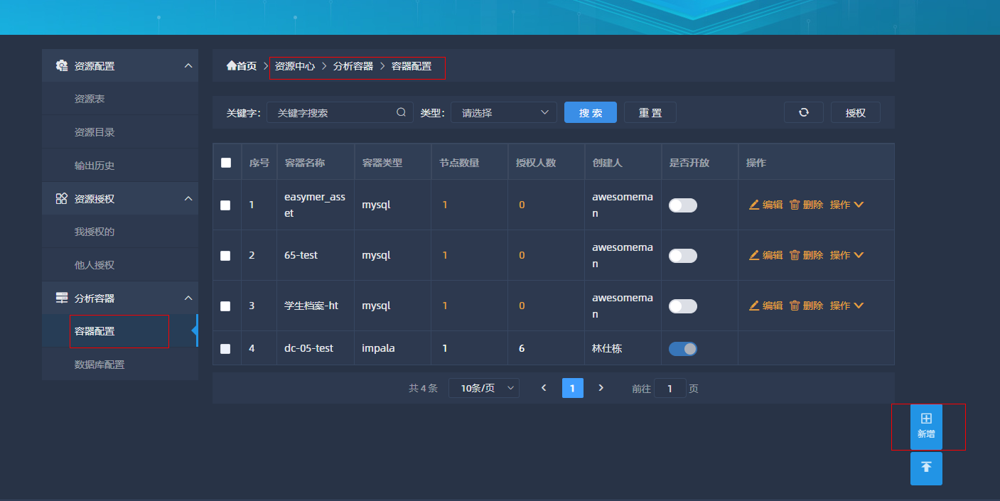 资源配置
资源表
资源目录
输出历史
资源授权
我授权的
他人授权
分析容器
容器配置
数据库配置
首页 > 资源中心 > 分析容器 > 容器配置
关键字: 关键字搜索 类型: 请选择 搜索 重置 授权
序号 容器名称 容器类型 节点数量 授权人数 创建人 是否开放 操作
1 easymer_ass mysql 1 0 awesomema 编辑 删除 操作
et n
2 65-test mysql 1 0 awesomema 编辑 删除 操作
n
3 学生档案-ht mysql 1 0 awesomema 编辑 删除 操作
n
4 dc-05-test impala 1 6 林仕栋
共 4 条 10条/页 1 前往 1 页
新增